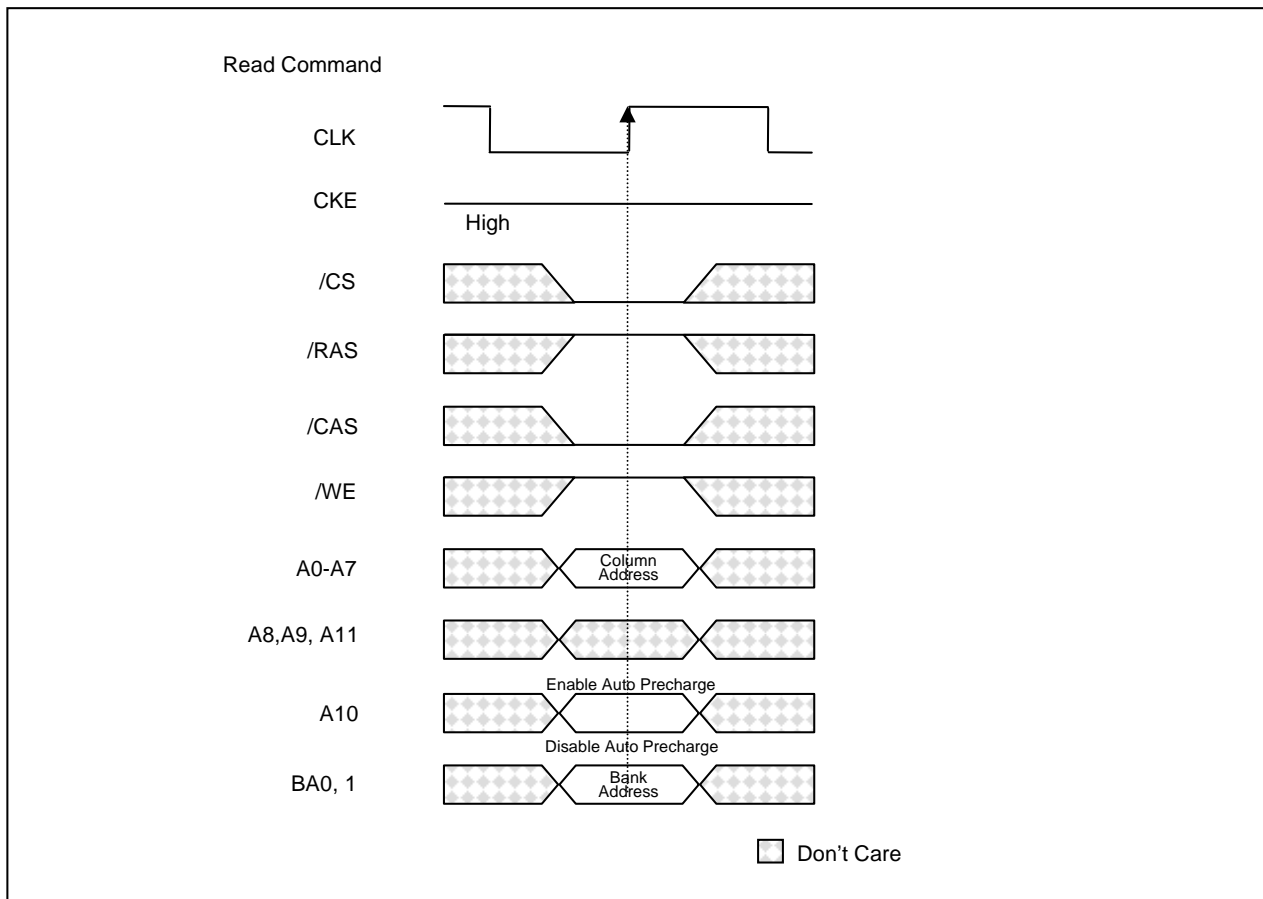 Read Command
CLK
CKE
High
/CS
/RAS
/CAS
/WE
A0-A7
Column
Address
A8,A9, A11
Enable Auto Precharge
A10
Disable Auto Precharge
BA0, 1
Bank
Address
Don't Care